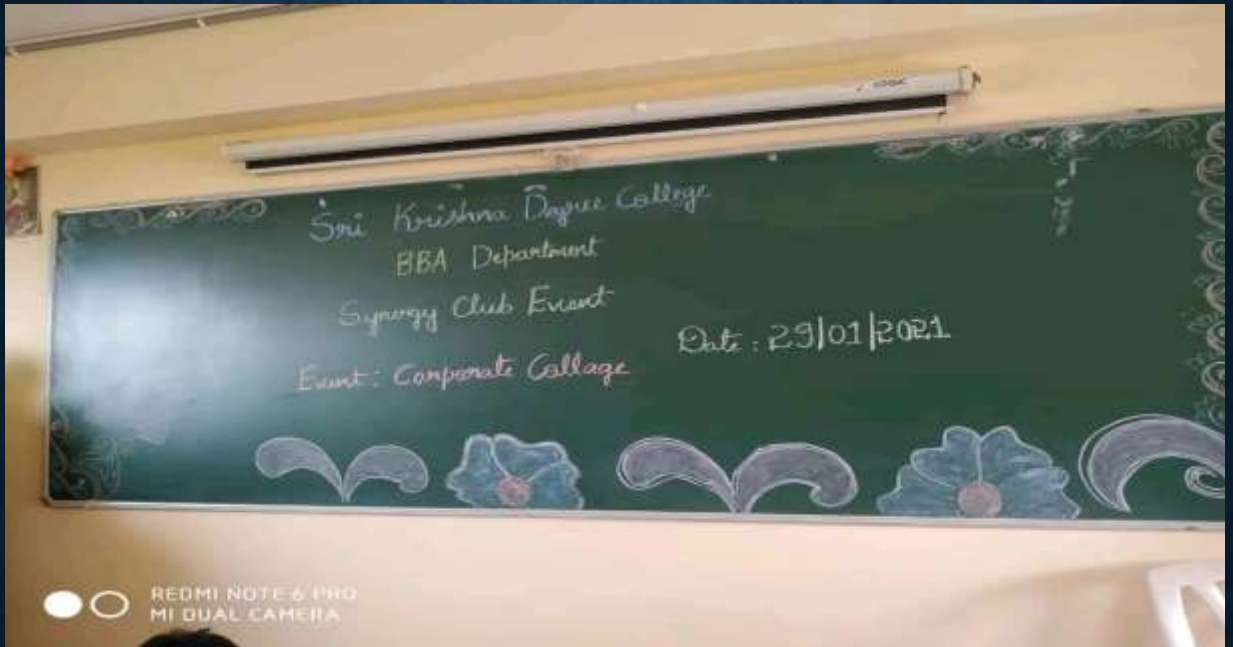 Sri Krishna Degree College
BBA Department
Synergy Club Event
Event: Corporate Collage
Date: 29/01/2021
REDMI NOTE 6 PRO
MI DUAL CAMERA